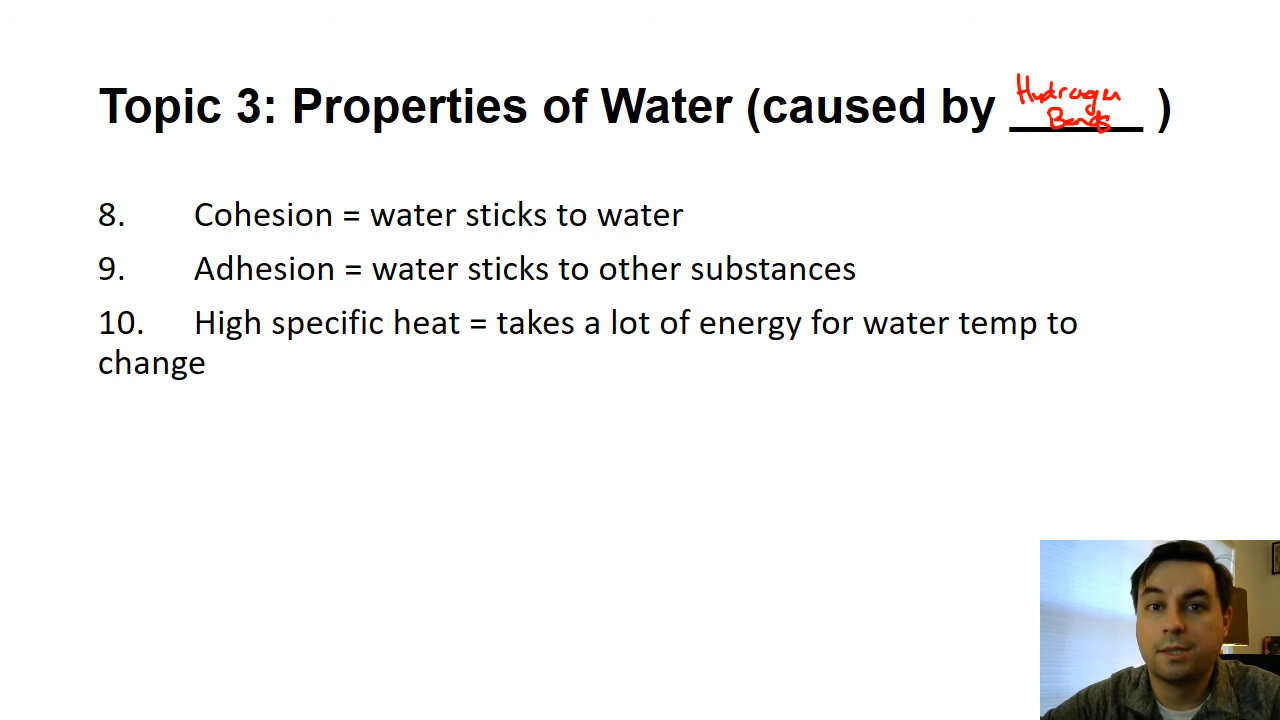 Topic 3: Properties of Water (caused by Hydrogen Bonds )
8. Cohesion = water sticks to water
9. Adhesion = water sticks to other substances
10. High specific heat = takes a lot of energy for water temp to
change